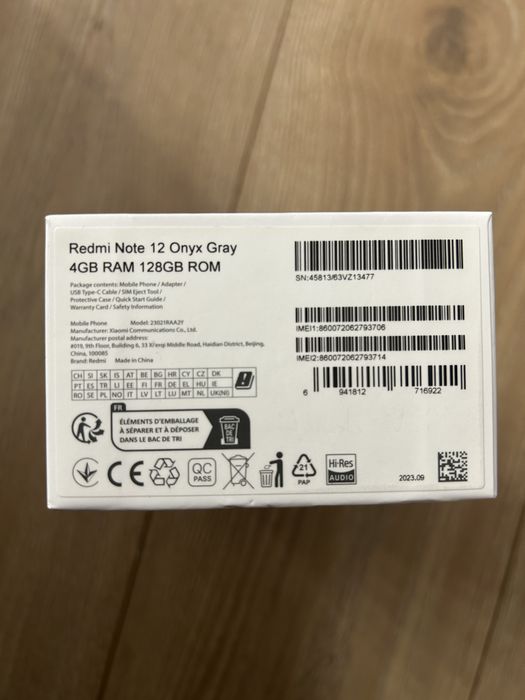 Redmi Note 12 Onyx Gray
4GB RAM 128GB ROM
Package contents: Mobile Phone / Adapter /
USB Type-C Cable / SIM Eject Tool /
Protective Case / Quick Start Guide /
Warranty Card / Safety Information
Mobile Phone Model: 23021RAA2Y
Manufacturer: Xiaomi Communications Co., Ltd.
Manufacturer postal address:
#019, 9th Floor, Building 6, 33 Xi'erqi Middle Road, Haidian District, Beijing,
China, 100085
Brand: Redmi Made in China
CH SI SK IS AT BE BG HR CY CZ DK
PT ES TR LI EE FI FR DE EL HU IE
RO SE PL NO IT LV LT LU MT NL UK(NI)
FR
ÉLÉMENTS D'EMBALLAGE
À SÉPARER ET À DÉPOSER
DANS LE BAC DE TRI
BAC
DE
TRI
CE
QC
PASS
21
PAP
Hi-Res
AUDIO
SN:45813/63VZ13477
IMEI1:860072062793706
IMEI2:860072062793714
6 941812 716922
2023.09